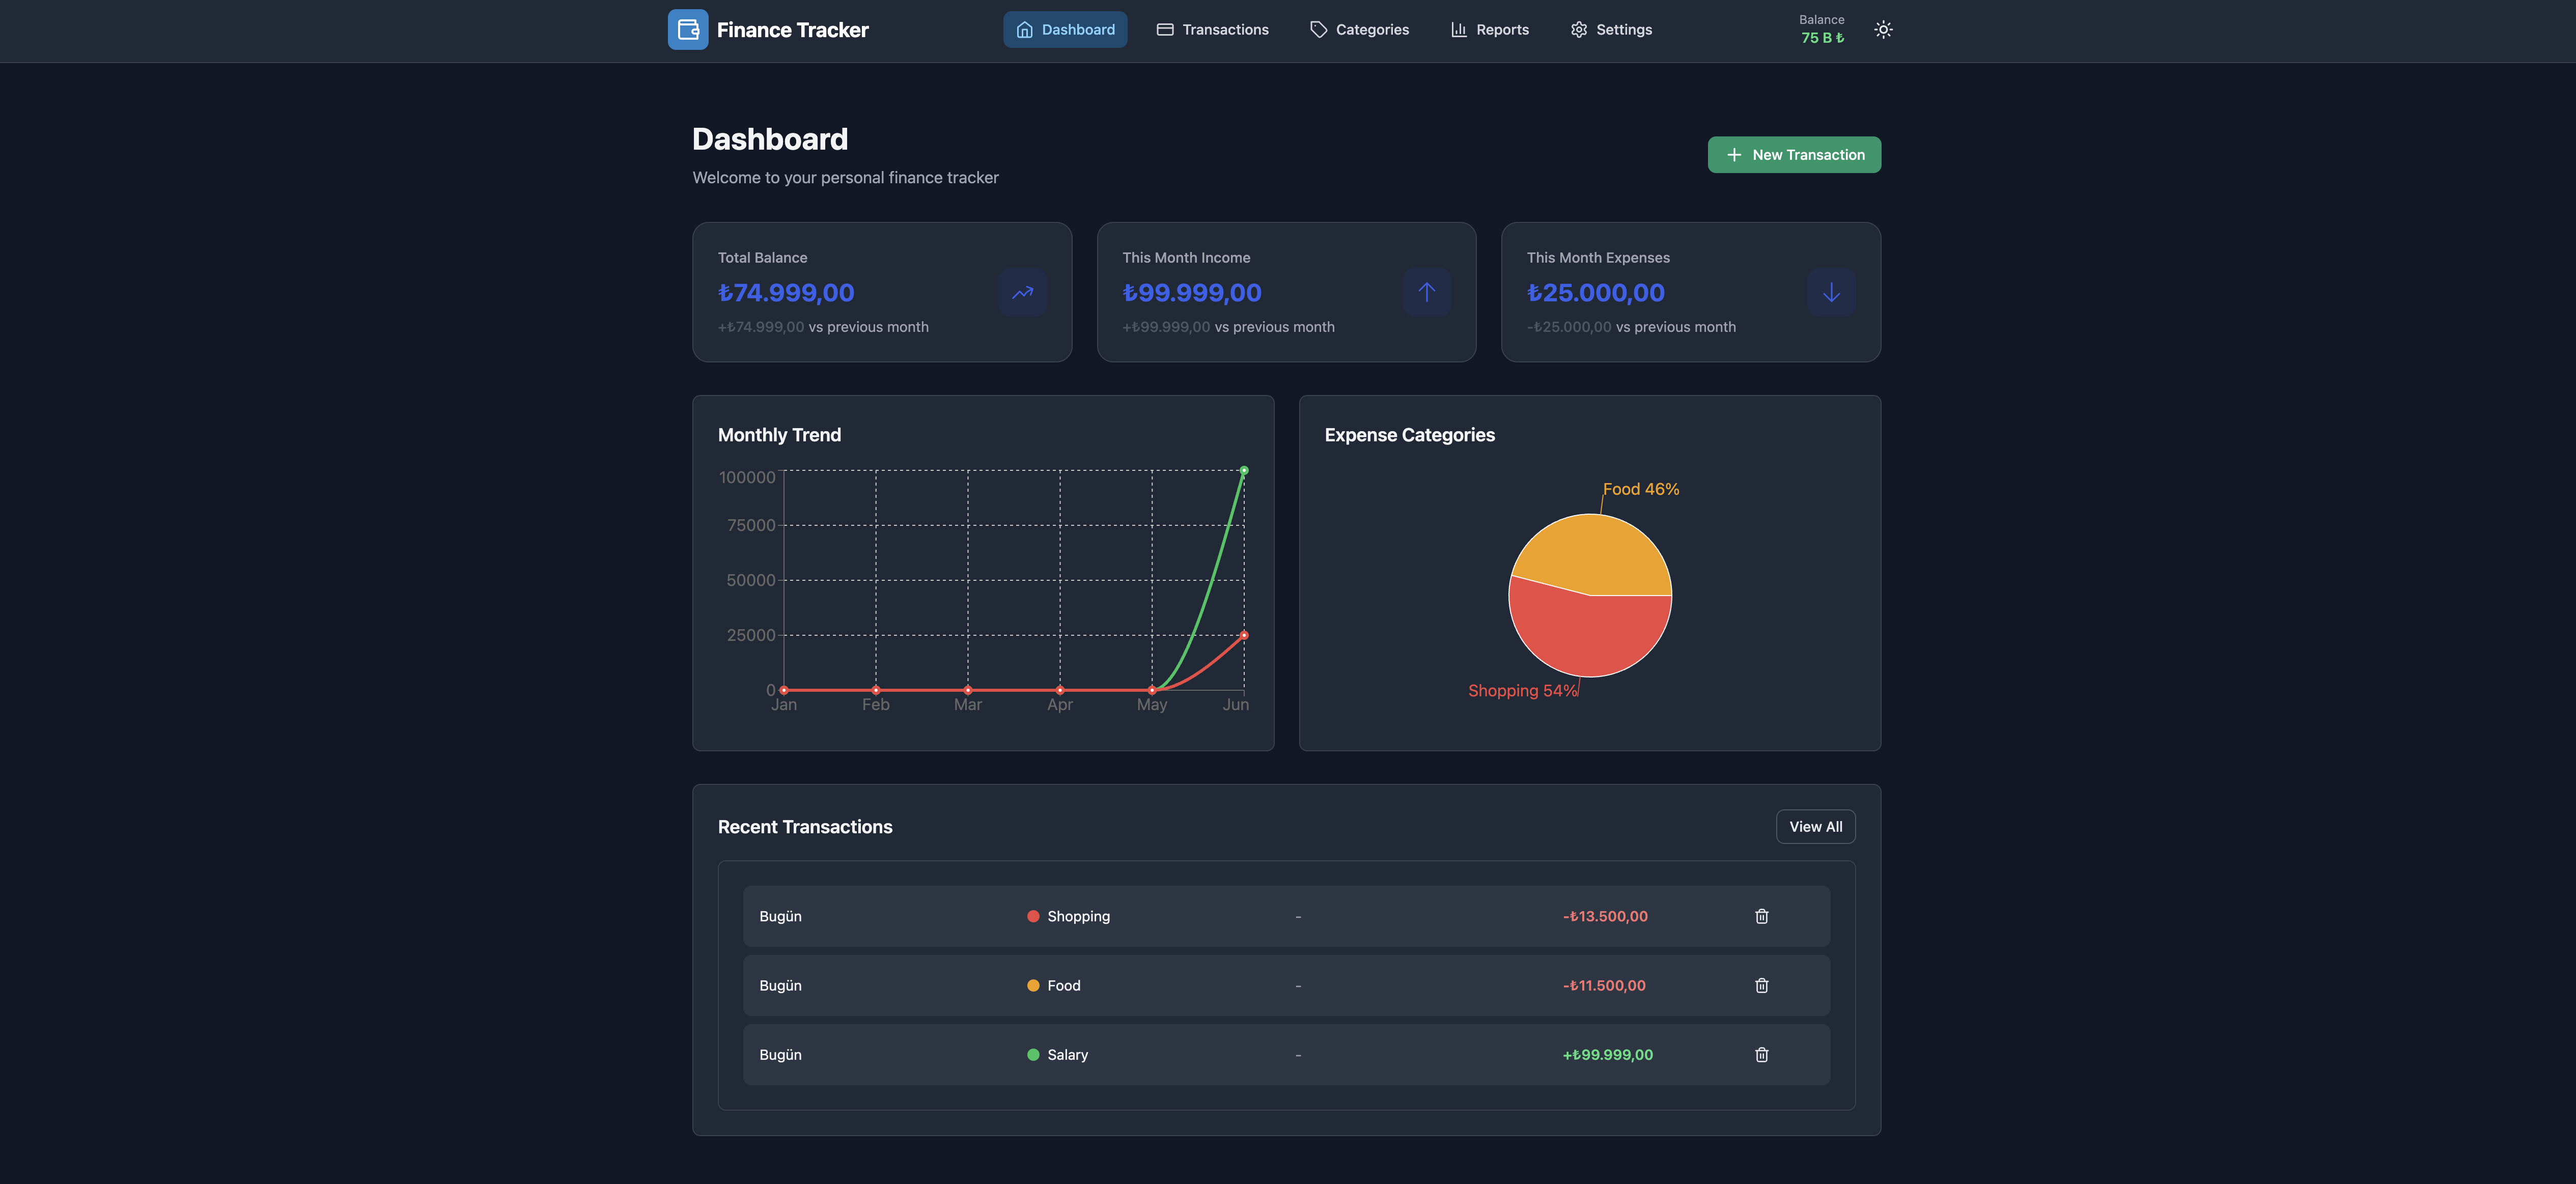 Finance Tracker
Dashboard
Transactions
Categories
Reports
Settings
Balance
75 B ₺
Dashboard
Welcome to your personal finance tracker
New Transaction
Total Balance
₺74.999,00
+₺74.999,00 vs previous month
This Month Income
₺99.999,00
+₺99.999,00 vs previous month
This Month Expenses
₺25.000,00
-₺25.000,00 vs previous month
Monthly Trend
100000
75000
50000
25000
0
Jan Feb Mar Apr May Jun
Expense Categories
Food 46%
Shopping 54%
Recent Transactions
View All
Bugün Shopping - -₺13.500,00
Bugün Food - -₺11.500,00
Bugün Salary - +₺99.999,00